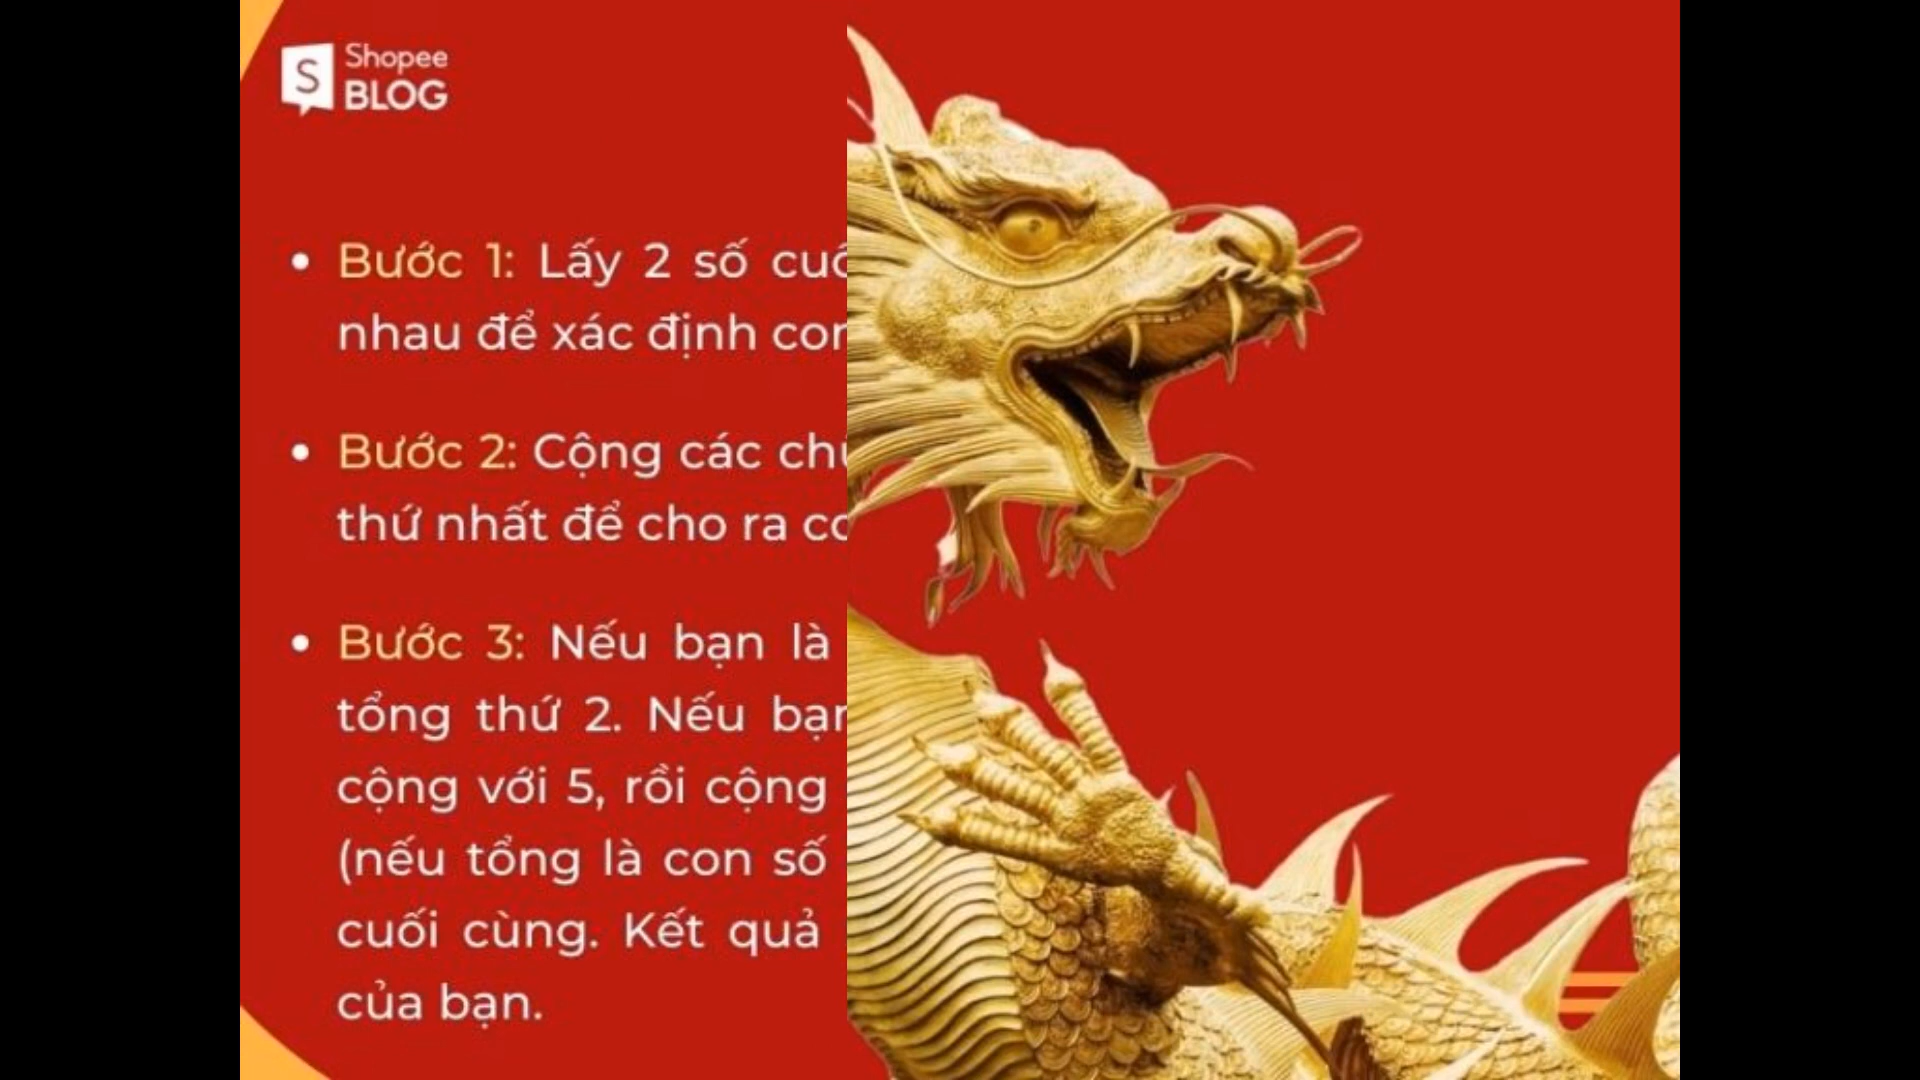 Shopee
BLOG
Bước 1: Lấy 2 số
nhau để xác định
Bước 2: Cộng các
thứ nhất để cho ra
Bước 3: Nếu bạn là
tổng thứ 2. Nếu
cộng với 5, rồi cộng
(nếu tổng là con số
cuối cùng. Kết quả
của bạn.